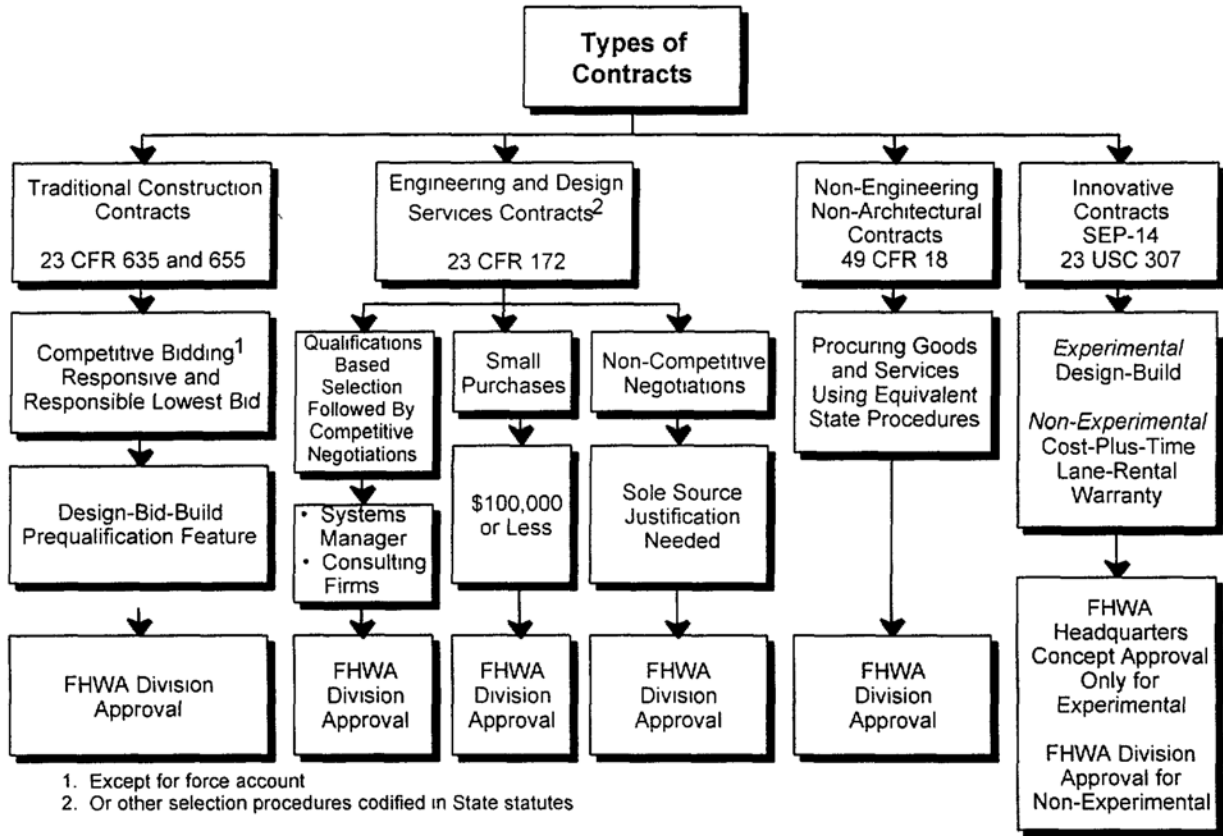 Types of
Contracts
Traditional Construction
Contracts
23 CFR 635 and 655
Engineering and Design
Services Contracts2
23 CFR 172
Non-Engineering
Non-Architectural
Contracts
49 CFR 18
Innovative
Contracts
SEP-14
23 USC 307
Competitive Bidding1
Responsive and
Responsible Lowest Bid
Qualifications
Based
Selection
Followed By
Competitive
Negotiations
Small
Purchases
Non-Competitive
Negotiations
Procuring Goods
and Services
Using Equivalent
State Procedures
Experimental
Design-Build
Non-Experimental
Cost-Plus-Time
Lane-Rental
Warranty
Design-Bid-Build
Prequalification Feature
• Systems
Manager
• Consulting
Firms
$100,000
or Less
Sole Source
Justification
Needed
FHWA Division
Approval
FHWA
Division
Approval
FHWA
Division
Approval
FHWA
Division
Approval
FHWA Division
Approval
FHWA
Headquarters
Concept Approval
Only for
Experimental
FHWA Division
Approval for
Non-Experimental
1. Except for force account
2. Or other selection procedures codified in State statutes